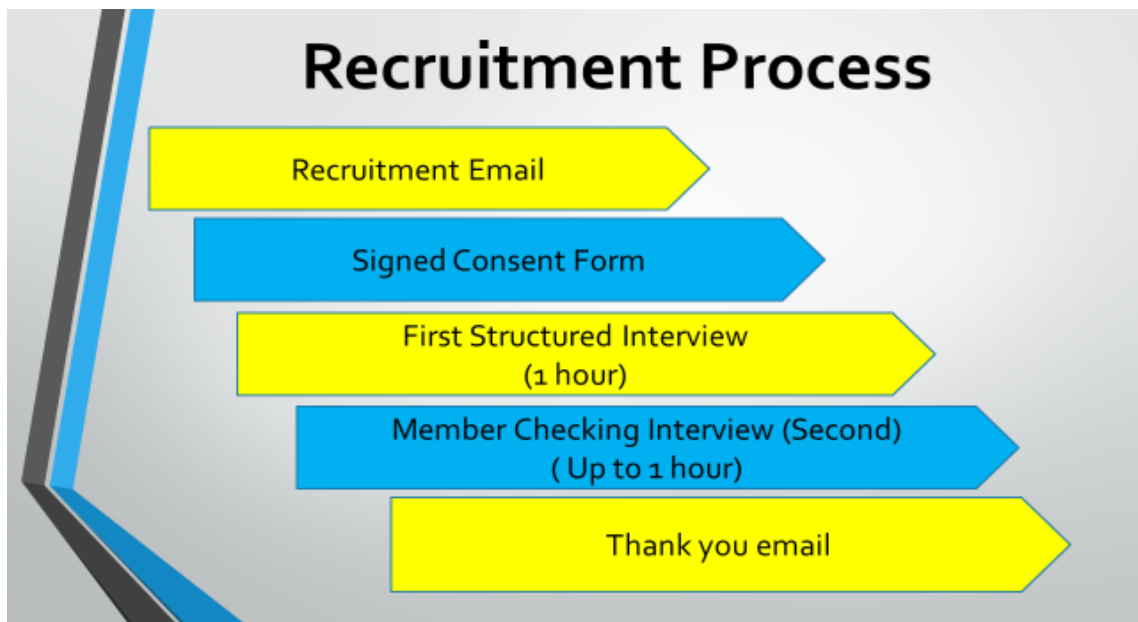 Recruitment Process
Recruitment Email
Signed Consent Form
First Structured Interview
(1 hour)
Member Checking Interview (Second)
( Up to 1 hour)
Thank you email